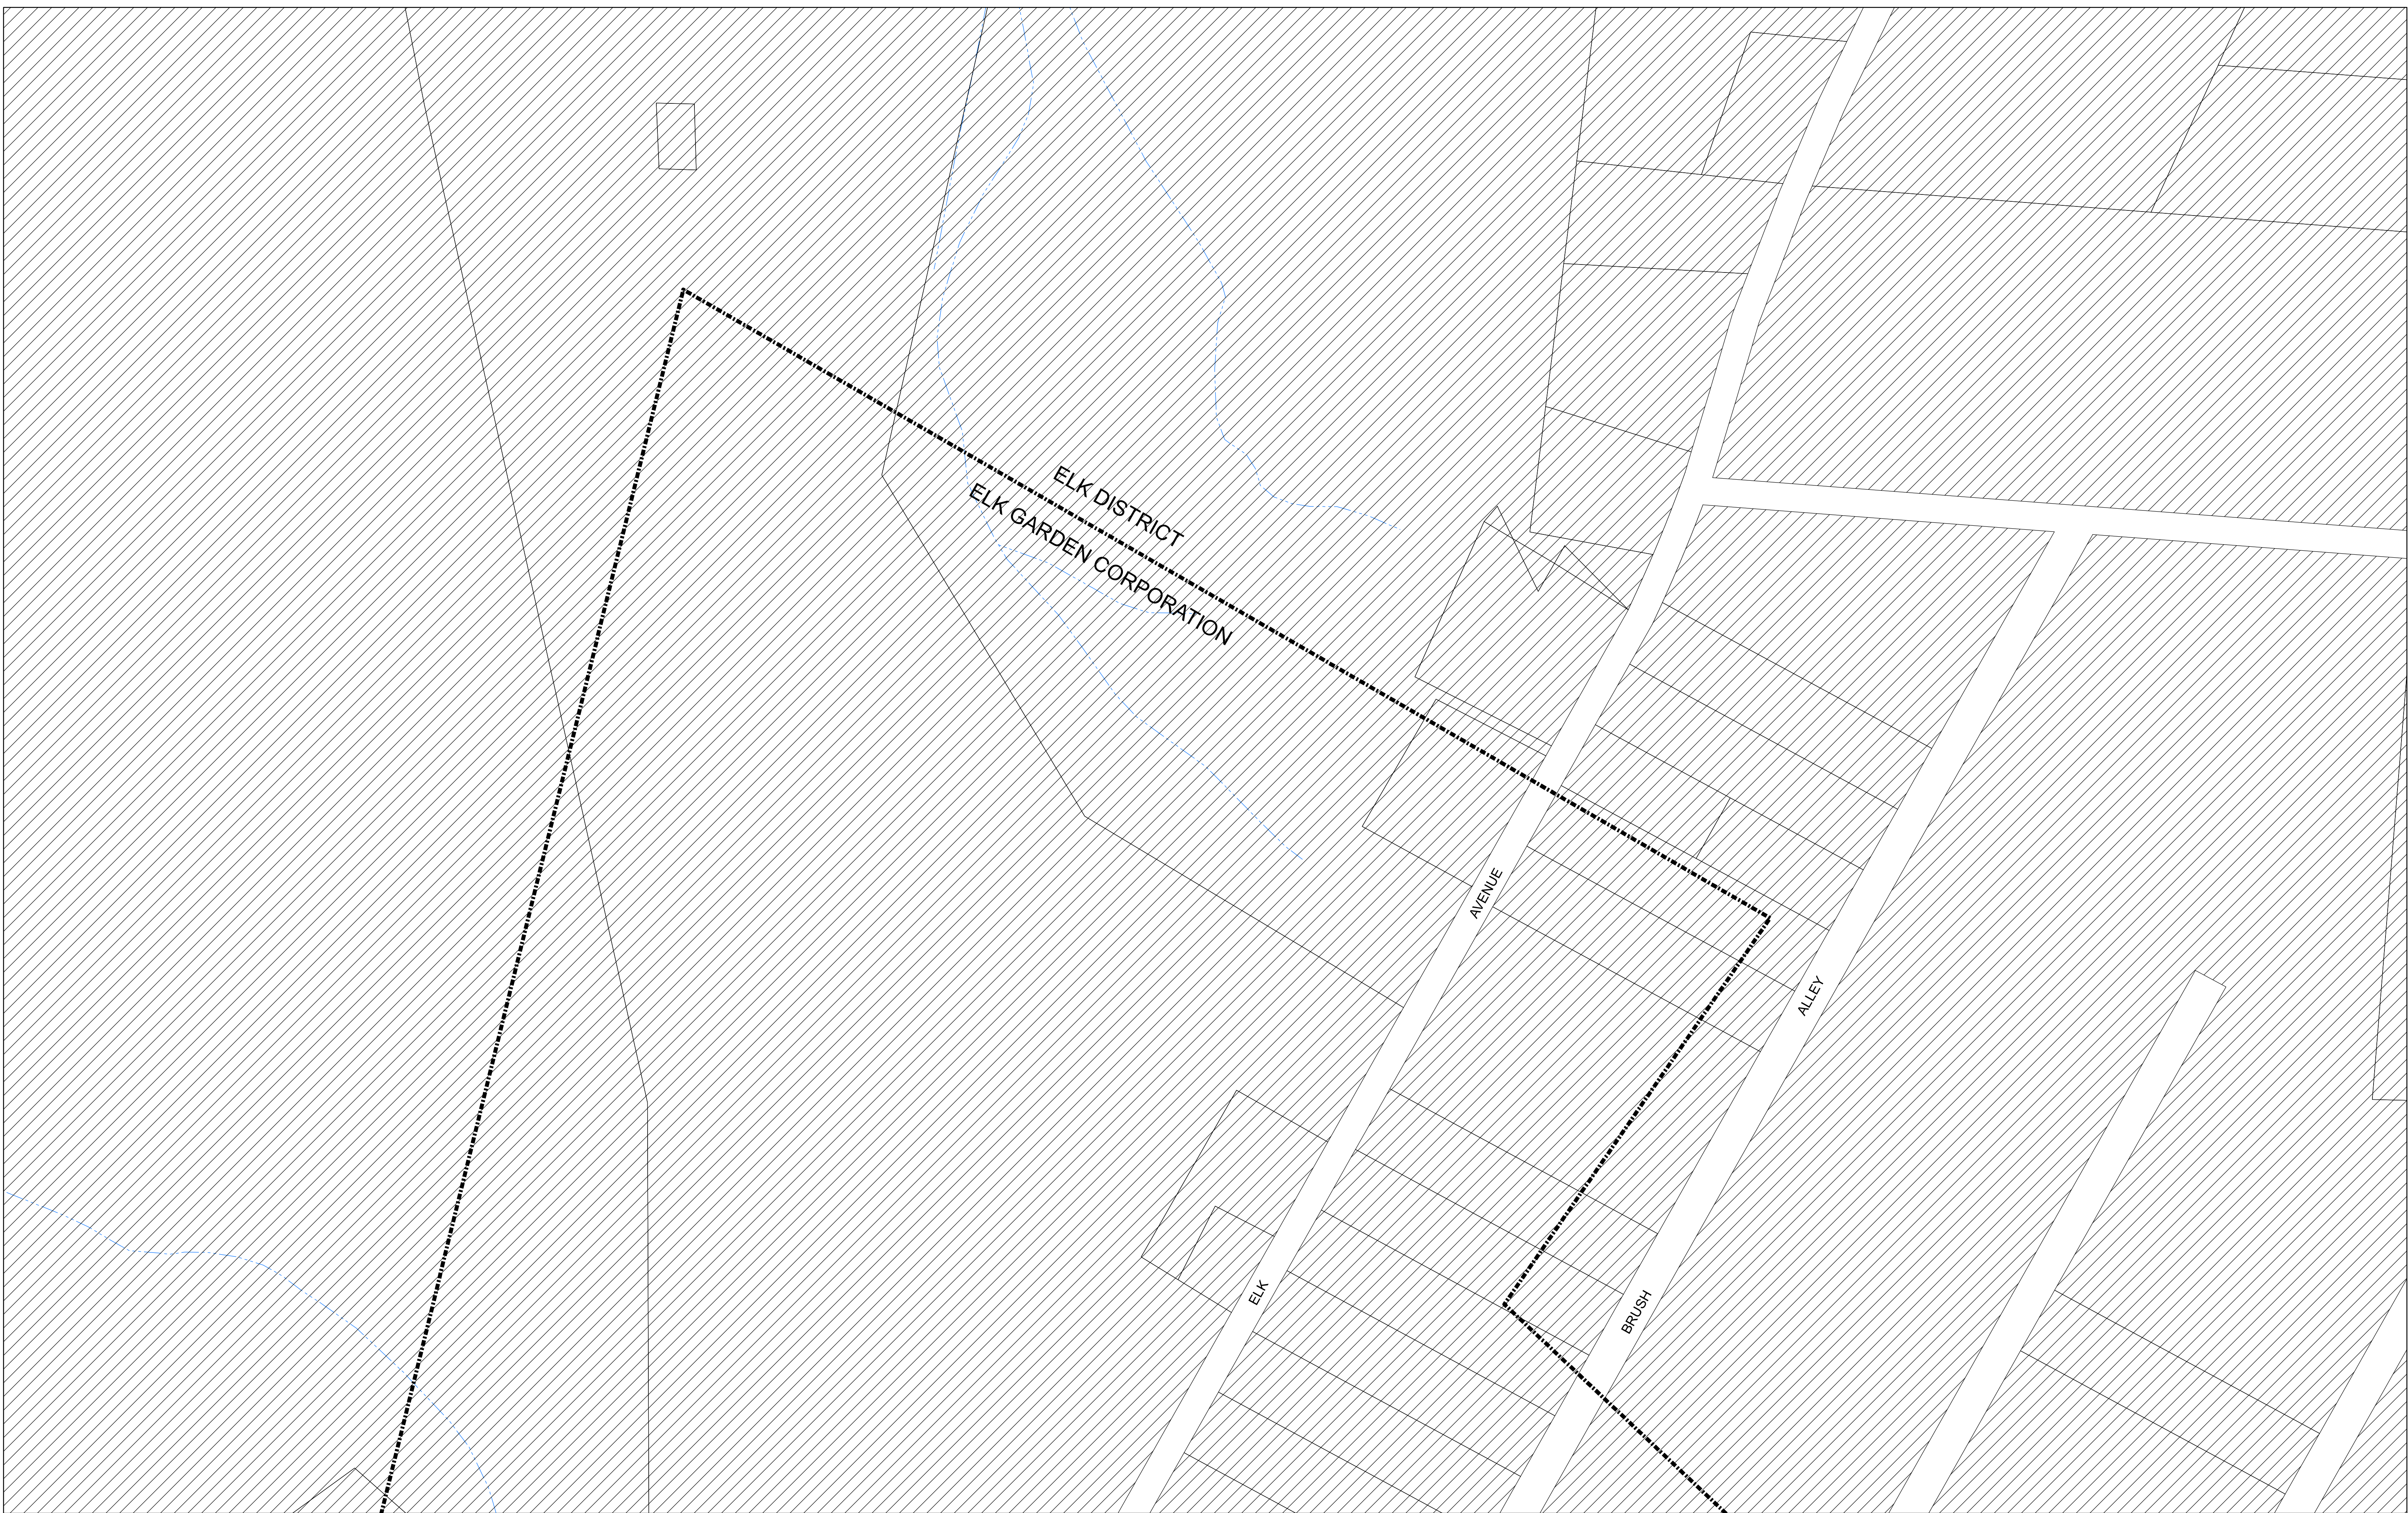 ELK DISTRICT
ELK GARDEN CORPORATION
ELK AVENUE
BRUSH ALLEY